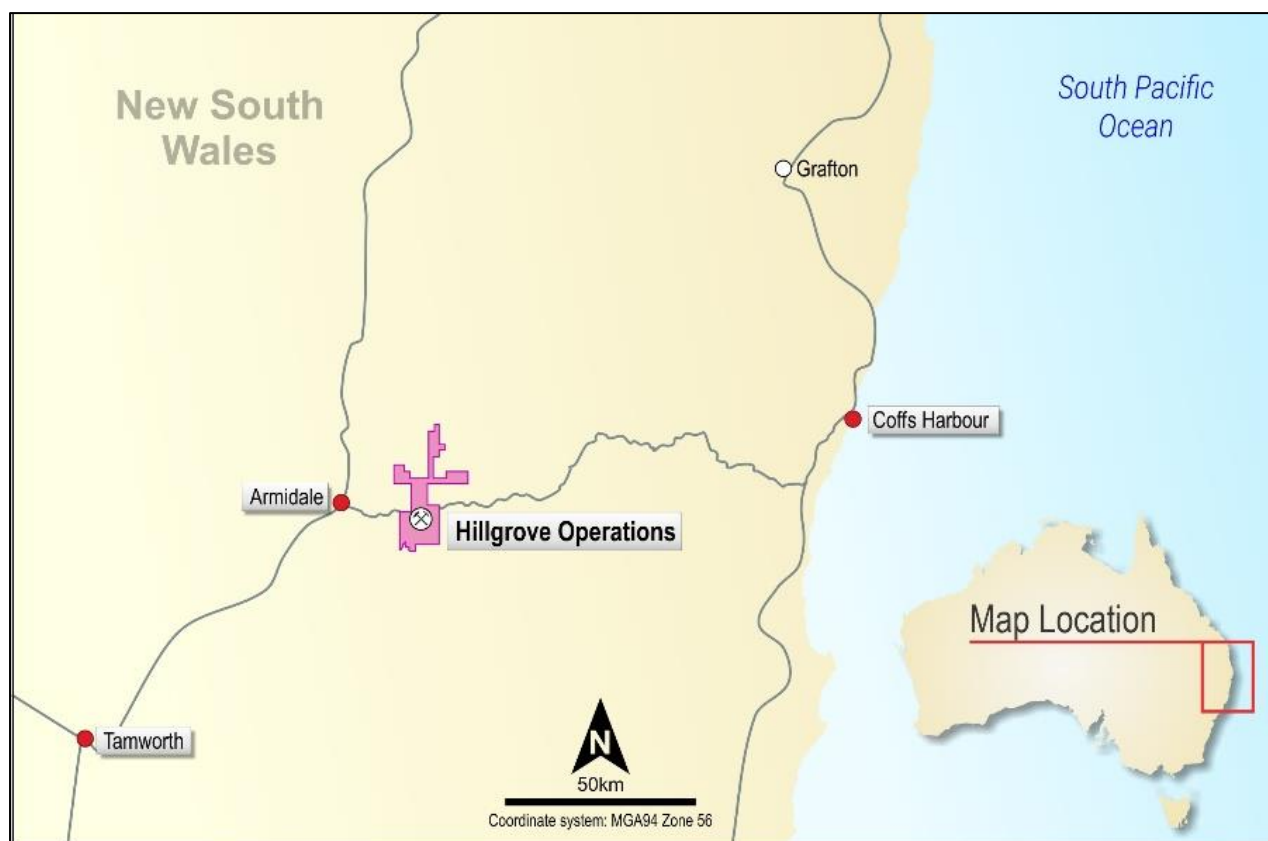 New South
Wales
South Pacific
Ocean
Grafton
Coffs Harbour
Armidale
Hillgrove Operations
Map Location
Tamworth
N
50km
Coordinate system: MGA94 Zone 56